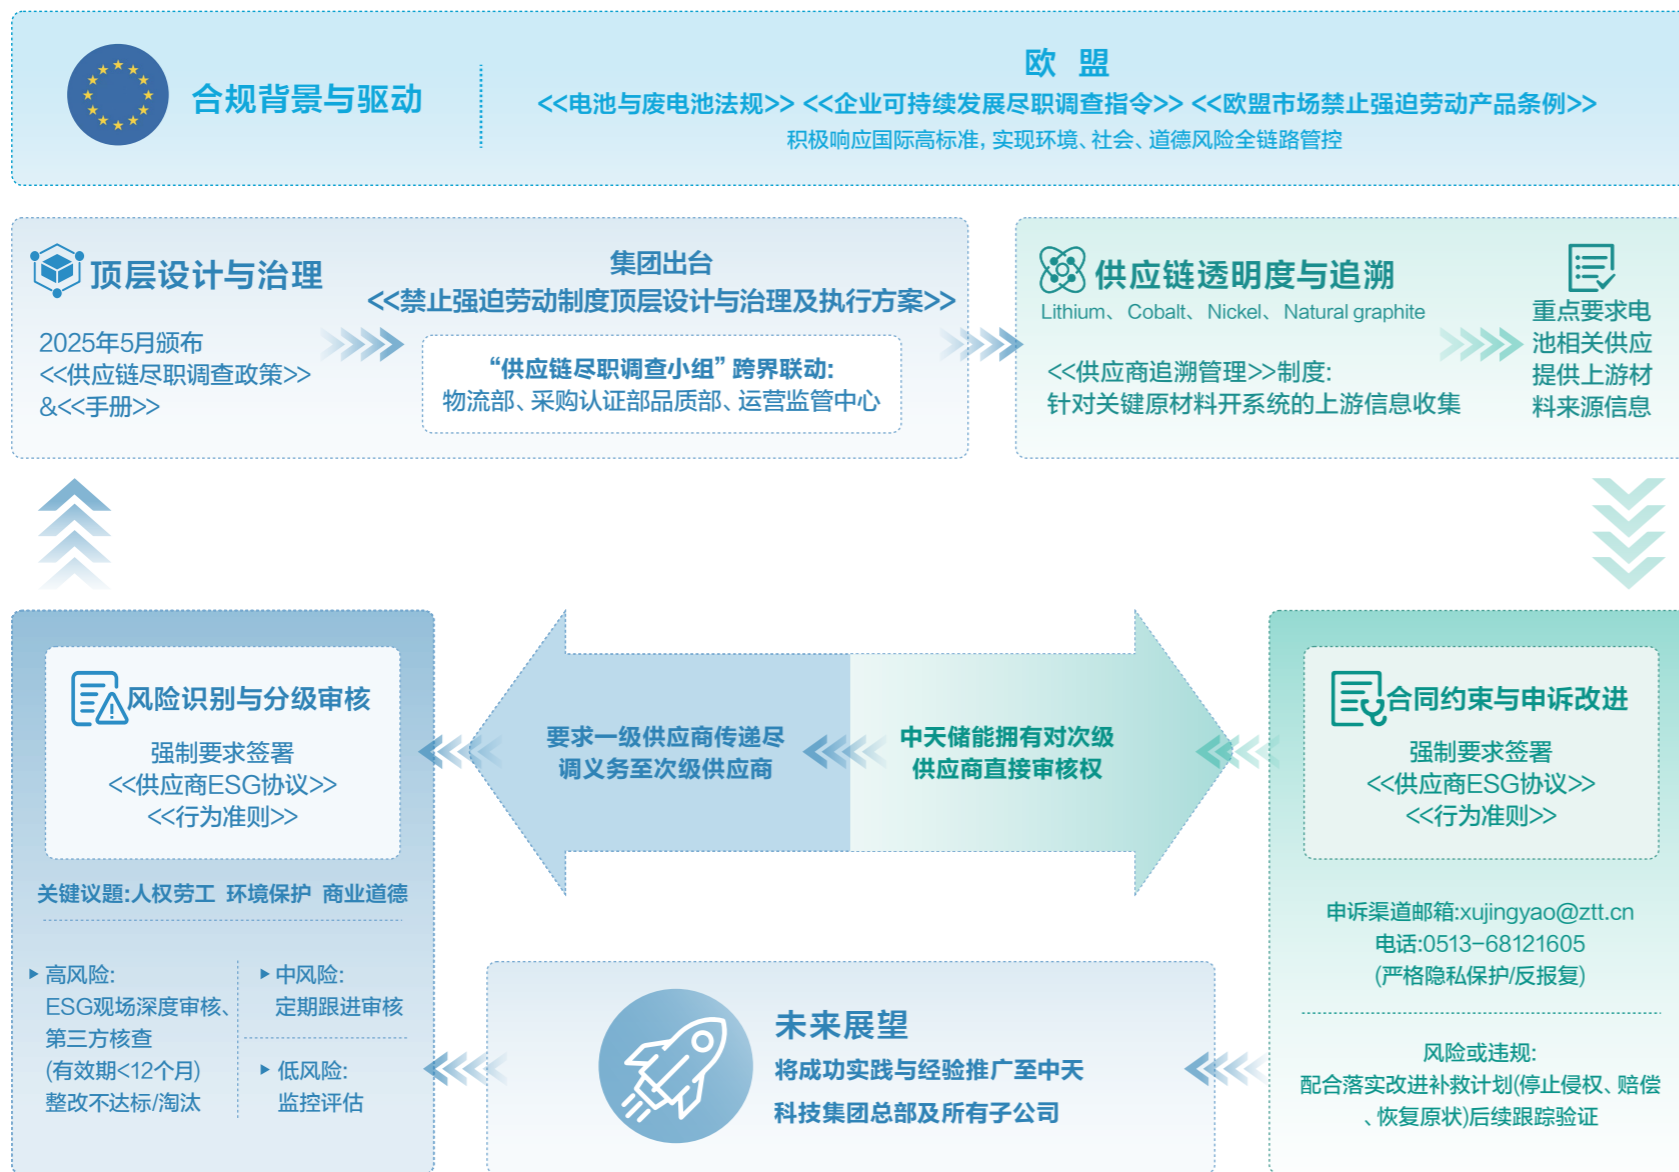 合规背景与驱动
欧 盟
<<电池与废电池法规>> <<企业可持续发展尽职调查指令>> <<欧盟市场禁止强迫劳动产品条例>>
积极响应国际高标准, 实现环境、社会、道德风险全链路管控
顶层设计与治理
2025年5月颁布
<<供应链尽职调查政策>>
&<<手册>>
集团出台
<<禁止强迫劳动制度顶层设计与治理及执行方案>>
“供应链尽职调查小组” 跨界联动:
物流部、采购认证部品质部、运营监管中心
供应链透明度与追溯
Lithium、Cobalt、Nickel、Natural graphite
<<供应商追溯管理>>制度:
针对关键原材料开系统的上游信息收集
重点要求电
池相关供应
提供上游材
料来源信息
风险识别与分级审核
强制要求签署
<<供应商ESG协议>>
<<行为准则>>
关键议题:人权劳工 环境保护 商业道德
高风险:
ESG观场深度审核、
第三方核查
(有效期<12个月)
整改不达标/淘汰
中风险:
定期跟进审核
低风险:
监控评估
要求一级供应商传递尽
调义务至次级供应商
中天储能拥有对次级
供应商直接审核权
合同约束与申诉改进
强制要求签署
<<供应商ESG协议>>
<<行为准则>>
申诉渠道邮箱:xujingyao@ztt.cn
电话:0513-68121605
(严格隐私保护/反报复)
风险或违规:
配合落实改进补救计划(停止侵权、赔偿
、恢复原状)后续跟踪验证
未来展望
将成功实践与经验推广至中天
科技集团总部及所有子公司